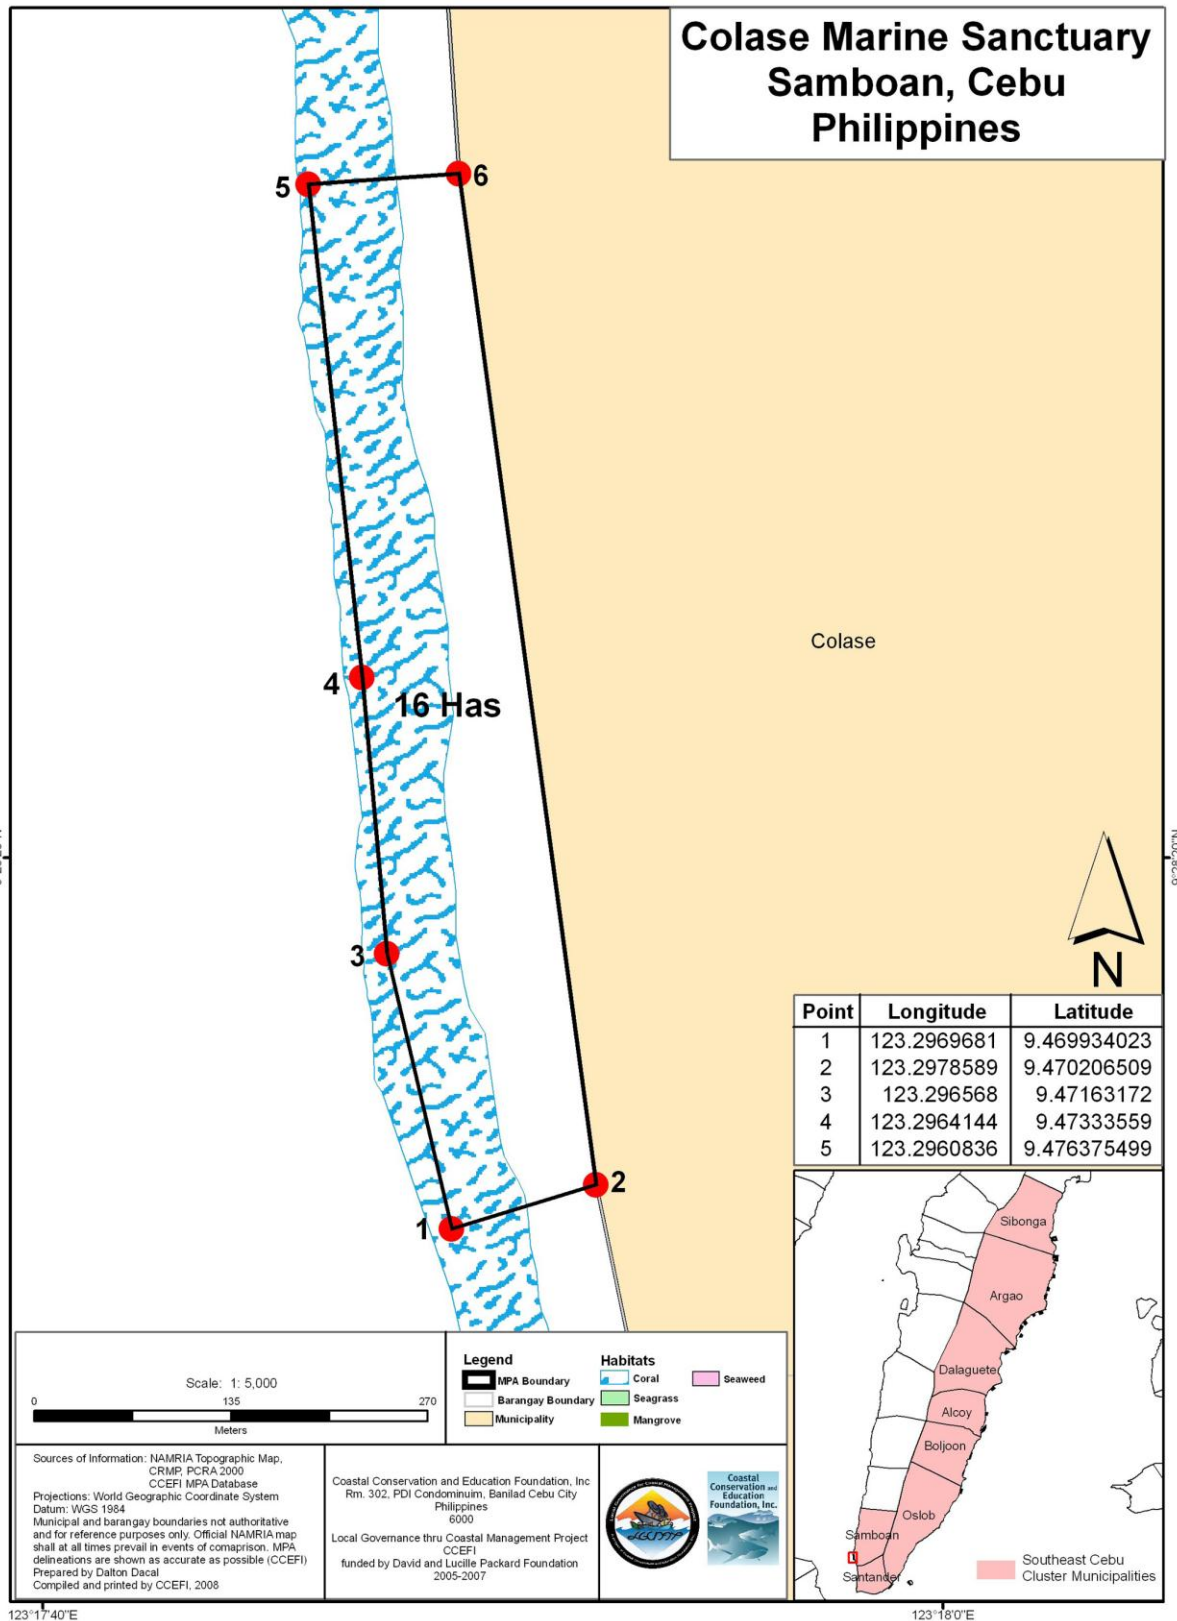 Colase Marine Sanctuary
Samboan, Cebu
Philippines
5
6
Colase
4
16 Has
3
N
2
1
Point Longitude Latitude
1 123.2969681 9.469934023
2 123.2978589 9.470206509
3 123.296568 9.47163172
4 123.2964144 9.47333559
5 123.2960836 9.476375499
Sibonga
Argao
Dalaguete
Alcoy
Boljoon
Oslob
Samboan
Santander
Southeast Cebu
Cluster Municipalities
Scale: 1: 5,000
0 135 270
Meters
Legend
MPA Boundary
Barangay Boundary
Municipality
Habitats
Coral
Seagrass
Mangrove
Seaweed
Sources of Information: NAMRIA Topographic Map,
CRMP, PCRA 2000
CCEFI MPA Database
Projections: World Geographic Coordinate System
Datum: WGS 1984
Municipal and barangay boundaries not authoritative
and for reference purposes only. Official NAMRIA map
shall at all times prevail in events of comaprison. MPA
delineations are shown as accurate as possible (CCEFI)
Prepared by Dalton Dacal
Compiled and printed by CCEFI, 2008
Coastal Conservation and Education Foundation, Inc
Rm. 302, PDI Condominuim, Banilad Cebu City
Philippines
6000
Local Governance thru Coastal Management Project
CCEFI
funded by David and Lucille Packard Foundation
2005-2007
Coastal
Conservation and
Education
Foundation, Inc.
123°17'40"E
123°18'0"E